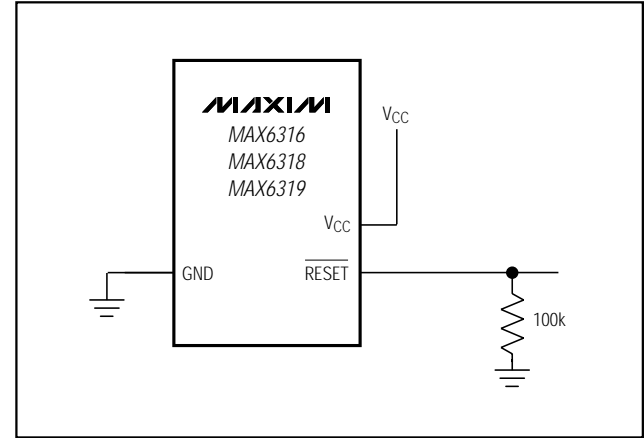 MAXIM
MAX6316
MAX6318
MAX6319
VCC
VCC
GND
RESET
100k